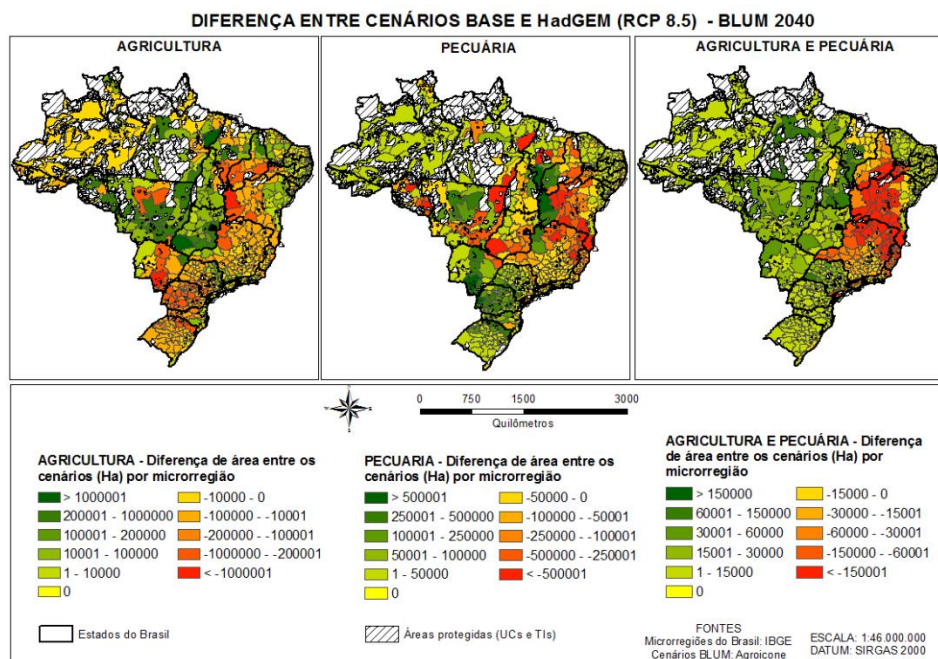 DIFERENÇA ENTRE CENÁRIOS BASE E HadGEM (RCP 8.5) - BLUM 2040
AGRICULTURA
PECUÁRIA
AGRICULTURA E PECUÁRIA
0 750 1500 3000
Quilômetros
AGRICULTURA - Diferença de área entre os
cenários (Ha) por microrregião
> 1000001
200001 - 1000000
100001 - 200000
10001 - 100000
1 - 10000
0
-10000 - 0
-100000 - -10001
-200000 - -100001
-1000000 - -200001
< -1000001
PECUARIA - Diferença de área entre os
cenários (Ha) por microrregião
> 500001
250001 - 500000
100001 - 250000
50001 - 100000
1 - 50000
0
-50000 - 0
-100000 - -50001
-250000 - -100001
-500000 - -250001
< -500001
AGRICULTURA E PECUÁRIA - Diferença
de área entre os cenários (Ha) por
microrregião
> 150000
60001 - 150000
30001 - 60000
15001 - 30000
1 - 15000
0
-15000 - 0
-30000 - -15001
-60000 - -30001
-150000 - -60001
< -150001
Estados do Brasil
Áreas protegidas (UCs e TIs)
FONTES
Microrregiões do Brasil: IBGE
Cenários BLUM: Agroicone
ESCALA: 1:46.000.000
DATUM: SIRGAS 2000